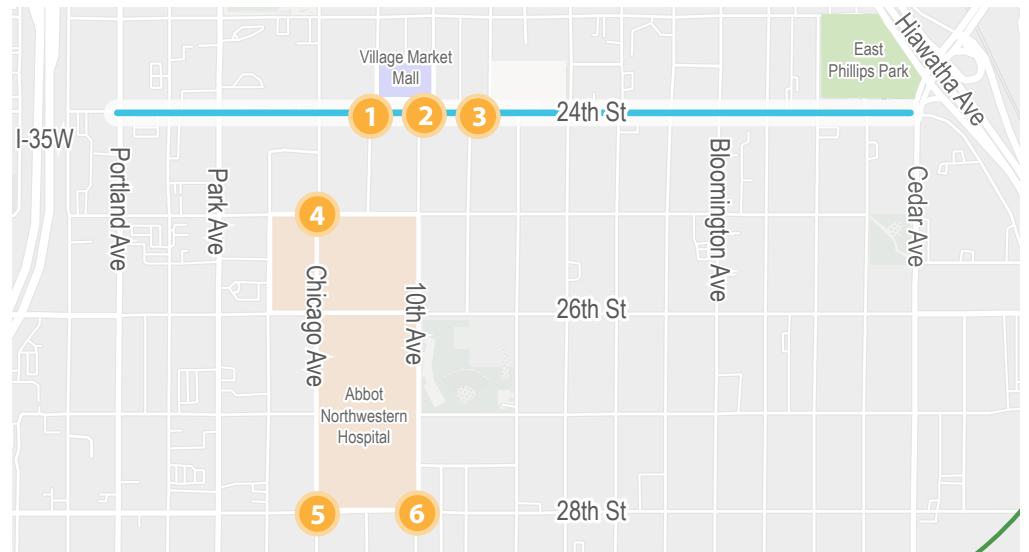 Village Market
Mall
East
Phillips Park
Hiawatha Ave
1
2
3
24th St
I-35W
Portland Ave
Park Ave
Bloomington Ave
Cedar Ave
4
Chicago Ave
10th Ave
26th St
Abbot
Northwestern
Hospital
5
6
28th St